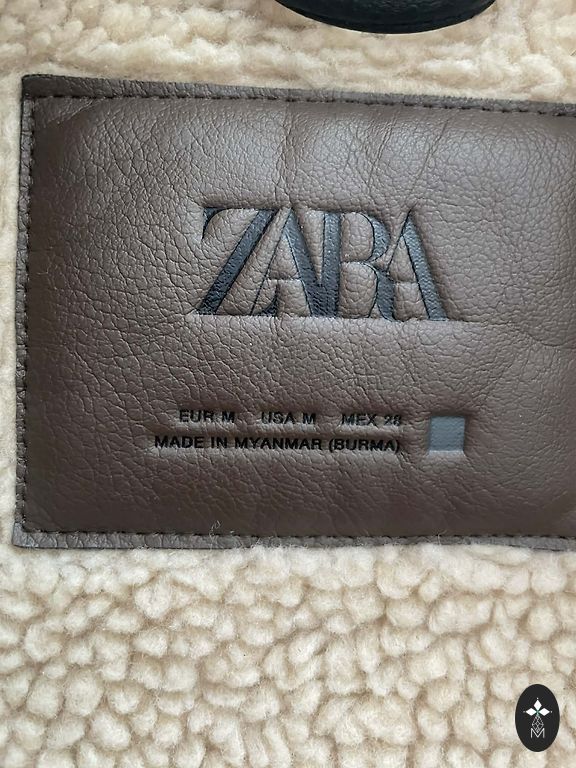 ZARA
EUR M USA M MEX 28
MADE IN MYANMAR (BURMA)
M